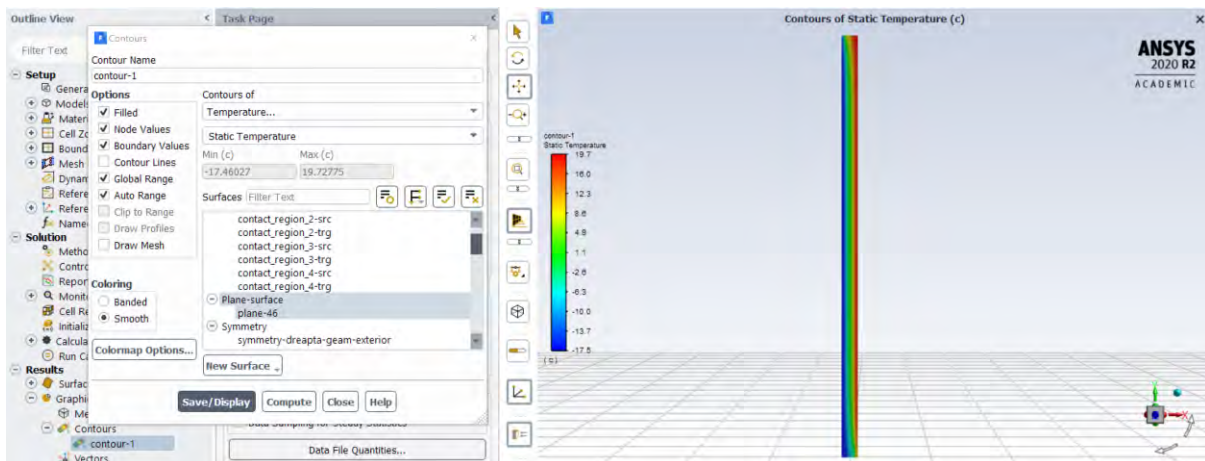 Outline View
Filter Text
Setup
Genera
Models
Materi
Cell Zo
Bound
Mesh
Dynam
Refere
Refere
Name
Solution
Metho
Contro
Repor
Monit
Cell Re
Initializ
Calcula
Run Ca
Results
Surfac
Graphi
Me
Contours
contour-1
Vectors
Task Page
Contours
Contour Name
contour-1
Options
Filled
Node Values
Boundary Values
Contour Lines
Global Range
Auto Range
Clip to Range
Draw Profiles
Draw Mesh
Coloring
Banded
Smooth
Colormap Options...
Contours of
Temperature...
Static Temperature
Min (c) Max (c)
-17.46027 19.72775
Surfaces Filter Text
contact_region_2-src
contact_region_2-trg
contact_region_3-src
contact_region_3-trg
contact_region_4-src
contact_region_4-trg
Plane-surface
plane-46
Symmetry
symmetry-dreapta-geam-exterior
New Surface
Save/Display Compute Close Help
Data Sampling for Steady Statistics
Data File Quantities...
Contours of Static Temperature (c)
ANSYS
2020 R2
ACADEMIC
contour-1
Static Temperature
19.7
16.0
12.3
8.6
4.9
1.1
-2.6
-6.3
-10.0
-13.7
-17.5
(c)
Y
X